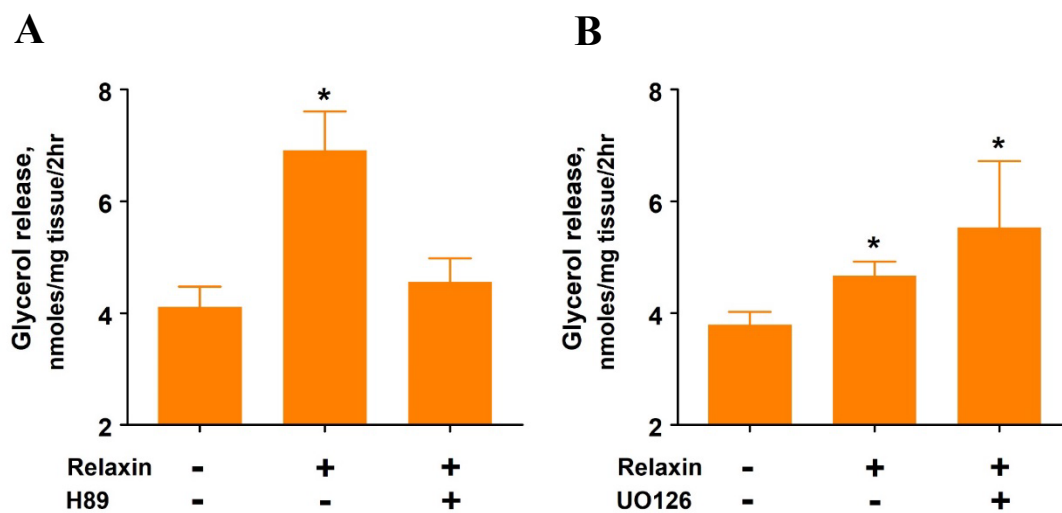 A
Glycerol release,
nmoles/mg tissue/2hr
8
6
4
2
*
Relaxin - + +
H89 - - +
B
Glycerol release,
nmoles/mg tissue/2hr
8
6
4
2
*
*
Relaxin - + +
UO126 - - +